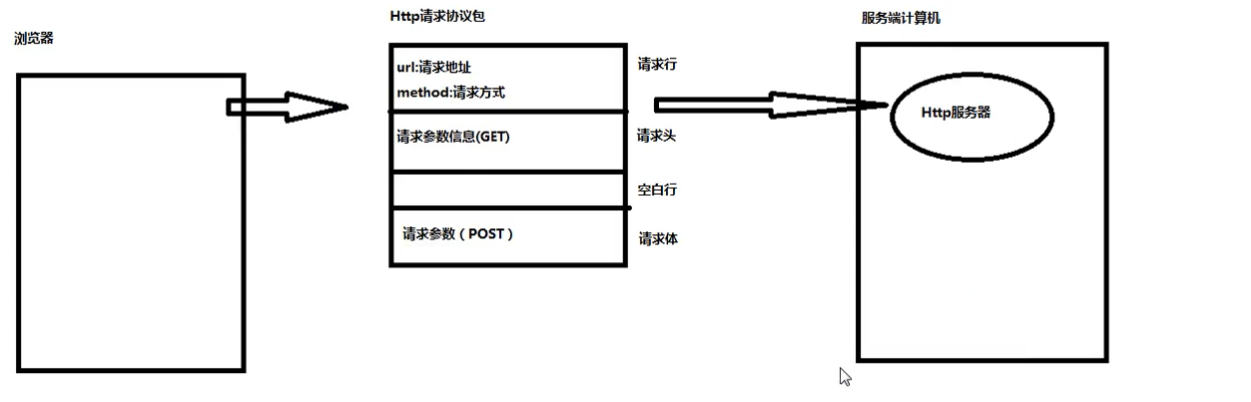 浏览器
Http请求协议包
url:请求地址
method:请求方式
请求行
请求参数信息(GET)
请求头
空白行
请求参数（POST）
请求体
服务端计算机
Http服务器